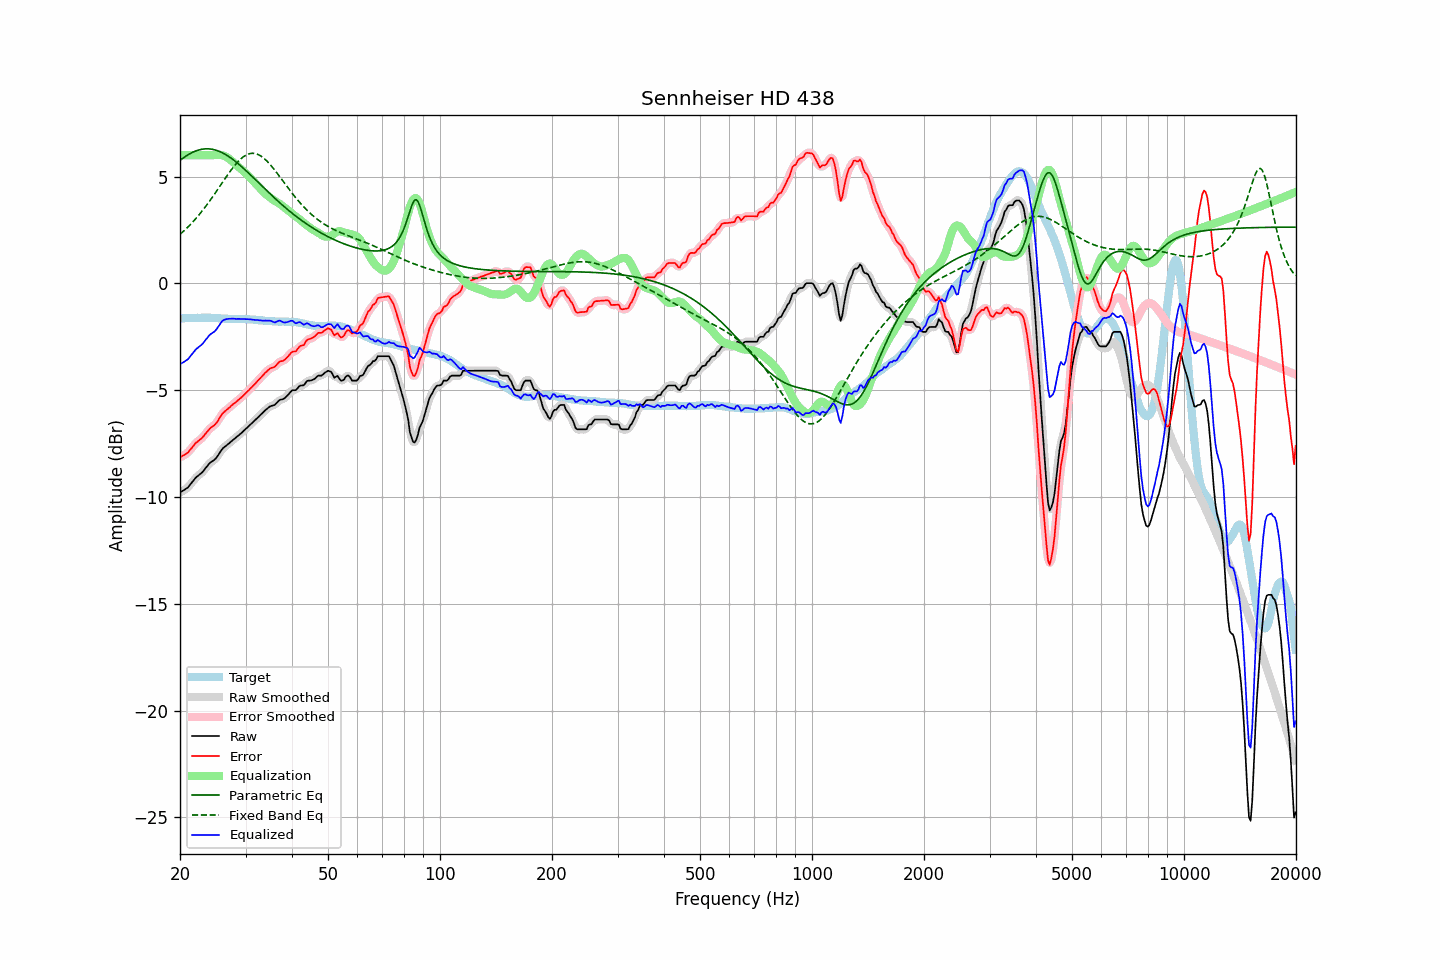 Sennheiser HD 438
Amplitude (dBr)
5
0
−5
−10
−15
−20
−25
Target
Raw Smoothed
Error Smoothed
Raw
Error
Equalization
Parametric Eq
Fixed Band Eq
Equalized
20 50 100 200 500 1000 2000 5000 10000 20000
Frequency (Hz)